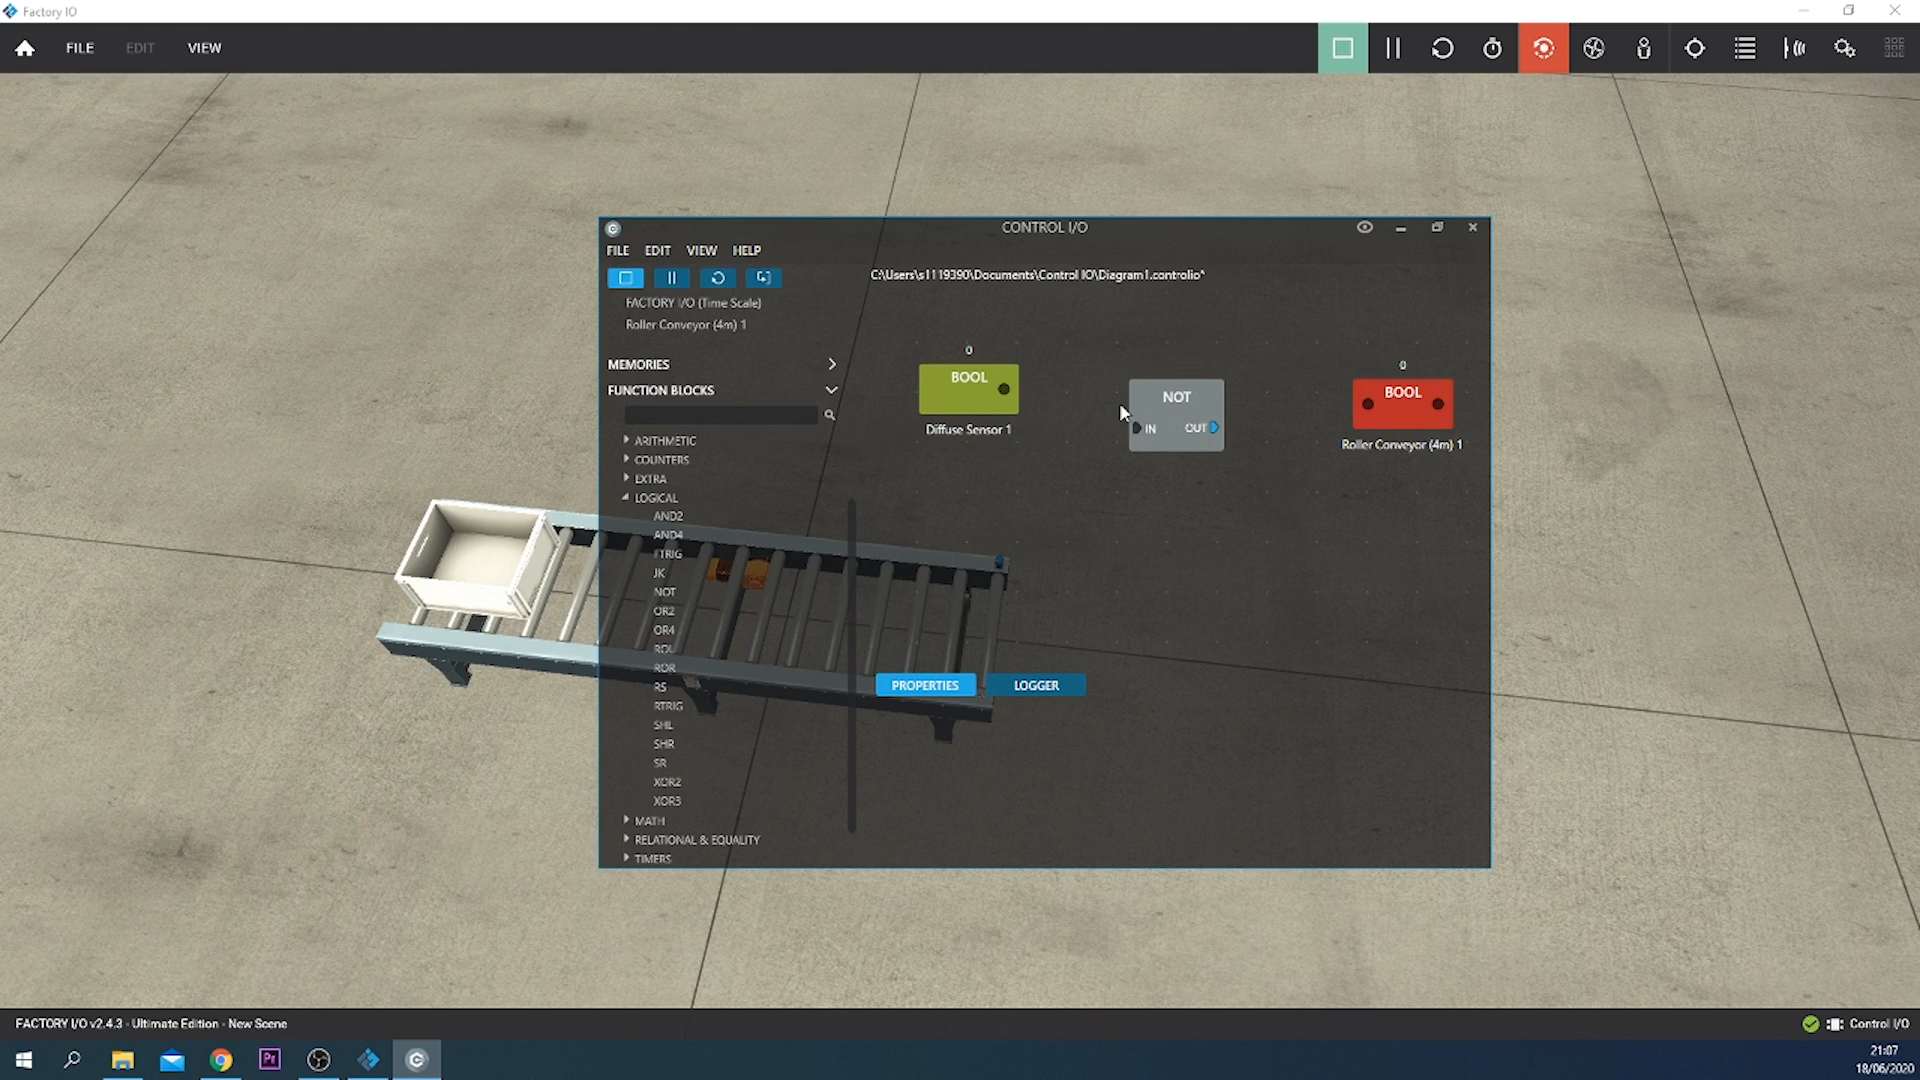 Factory IO
FILE EDIT VIEW
CONTROL I/O
FILE EDIT VIEW HELP
C:\Users\s1119390\Documents\Control IO\Diagram1.controlio*
FACTORY I/O (Time Scale)
Roller Conveyor (4m) 1
MEMORIES
FUNCTION BLOCKS
ARITHMETIC
COUNTERS
EXTRA
LOGICAL
AND2
AND4
FTRIG
JK
NOT
OR2
OR4
ROL
ROR
RS
RTRIG
SHL
SHR
SR
XOR2
XOR3
MATH
RELATIONAL & EQUALITY
TIMERS
0
BOOL
Diffuse Sensor 1
NOT
IN OUT
0
BOOL
Roller Conveyor (4m) 1
PROPERTIES LOGGER
FACTORY I/O v2.4.3 - Ultimate Edition - New Scene
Control I/O
Pr
21:07
18/06/2020